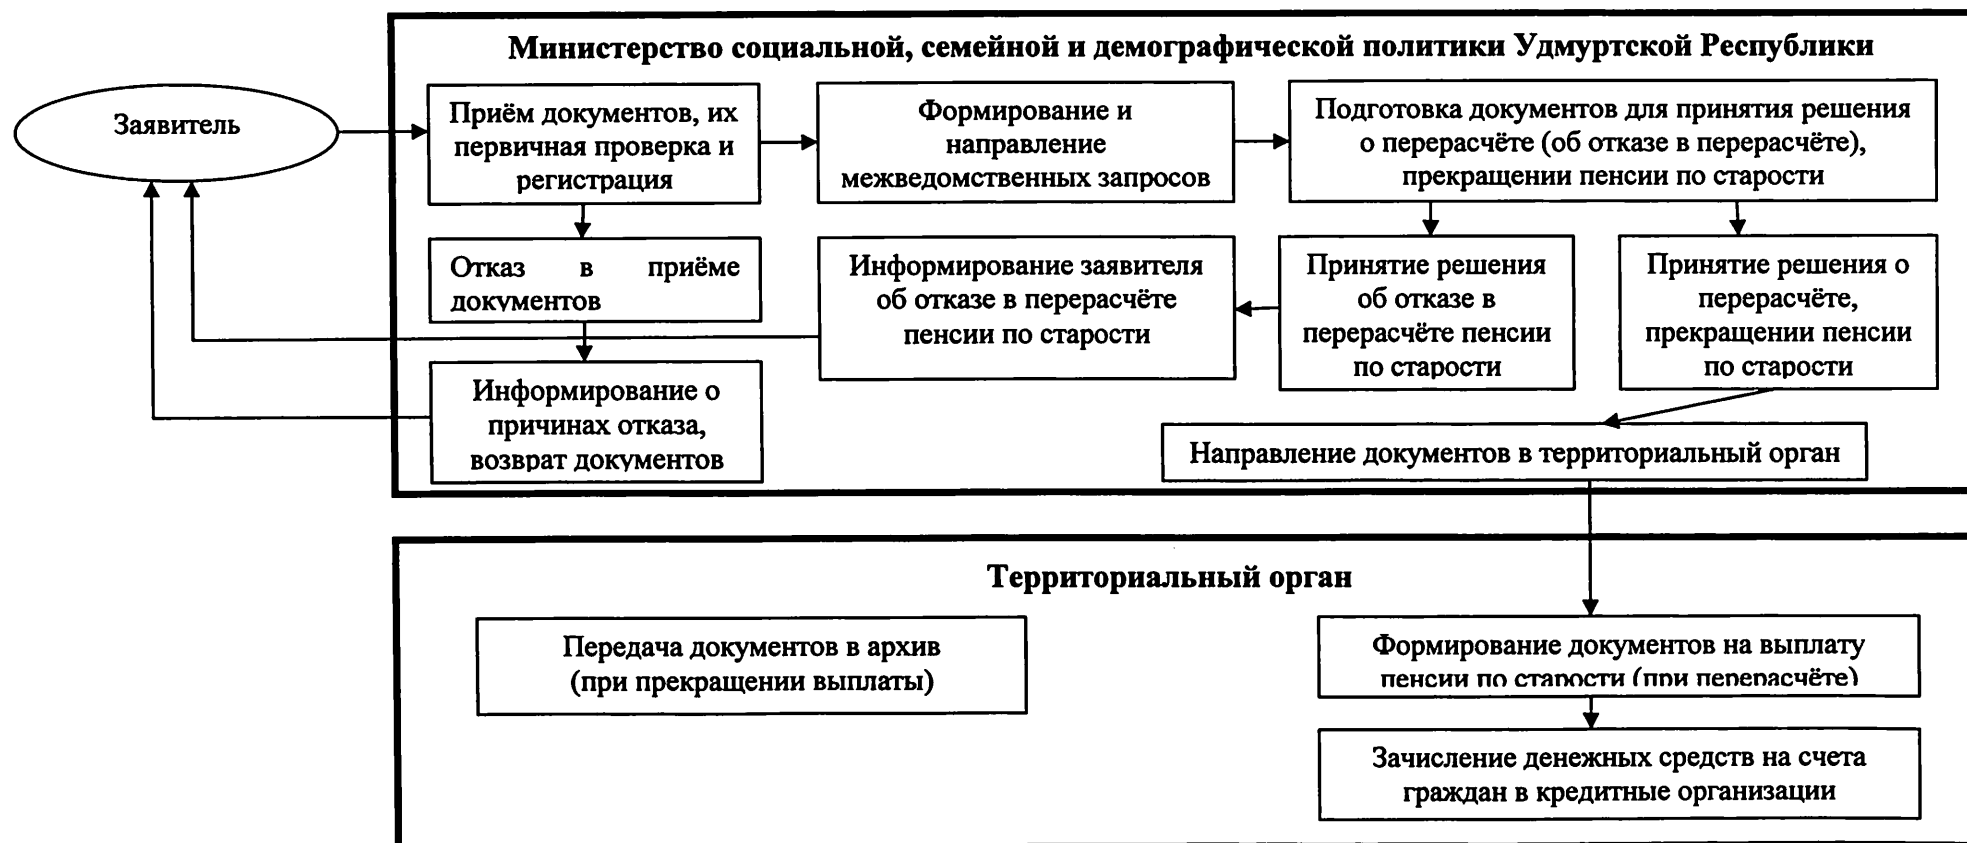 Министерство социальной, семейной и демографической политики Удмуртской Республики
Заявитель
Приём документов, их
первичная проверка и
регистрация
Формирование и
направление
межведомственных запросов
Подготовка документов для принятия решения
о перерасчёте (об отказе в перерасчёте),
прекращении пенсии по старости
Отказ в приёме
документов
Информирование заявителя
об отказе в перерасчёте
пенсии по старости
Принятие решения
об отказе в
перерасчёте пенсии
по старости
Принятие решения о
перерасчёте,
прекращении пенсии
по старости
Информирование о
причинах отказа,
возврат документов
Направление документов в территориальный орган
Территориальный орган
Передача документов в архив
(при прекращении выплаты)
Формирование документов на выплату
пенсии по старости (при перерасчёте)
Зачисление денежных средств на счета
граждан в кредитные организации